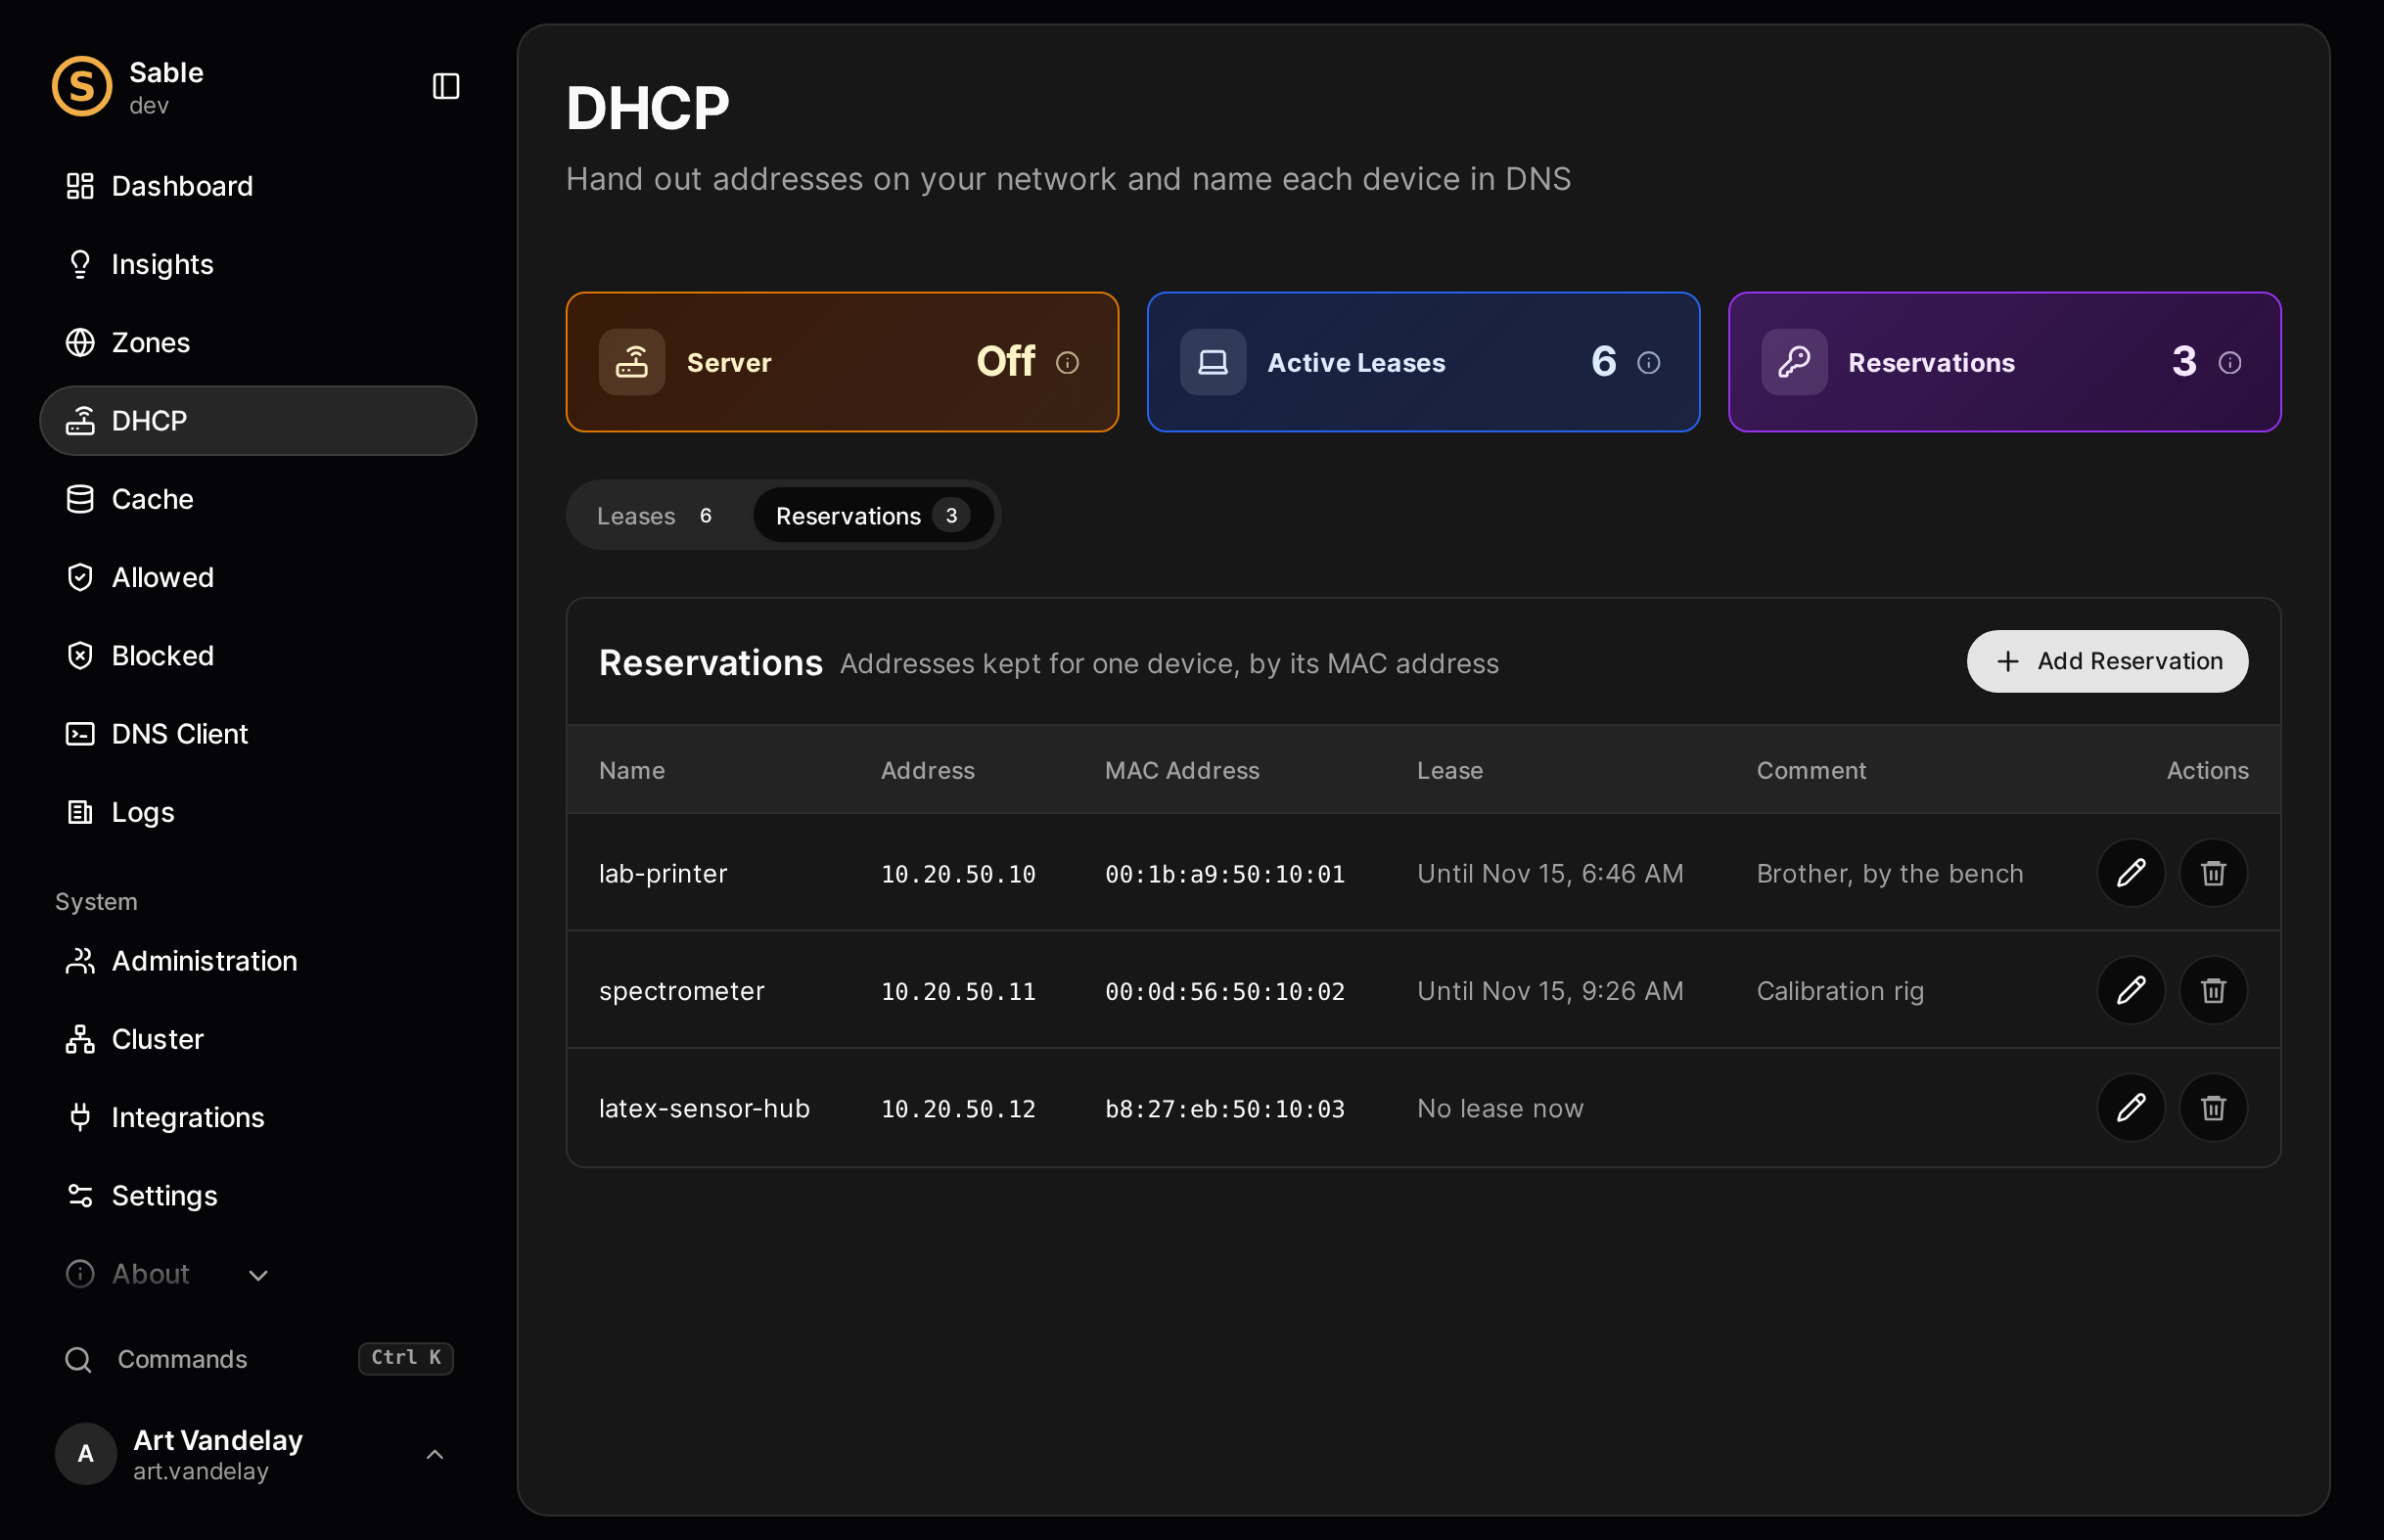 Sable
dev
Dashboard
Insights
Zones
DHCP
Cache
Allowed
Blocked
DNS Client
Logs
System
Administration
Cluster
Integrations
Settings
About
Commands
Ctrl K
A
Art Vandelay
art.vandelay
DHCP
Hand out addresses on your network and name each device in DNS
Server Off
Active Leases 6
Reservations 3
Leases 6 Reservations 3
Reservations Addresses kept for one device, by its MAC address
Add Reservation
Name Address MAC Address Lease Comment Actions
lab-printer 10.20.50.10 00:1b:a9:50:10:01 Until Nov 15, 6:46 AM Brother, by the bench
spectrometer 10.20.50.11 00:0d:56:50:10:02 Until Nov 15, 9:26 AM Calibration rig
latex-sensor-hub 10.20.50.12 b8:27:eb:50:10:03 No lease now